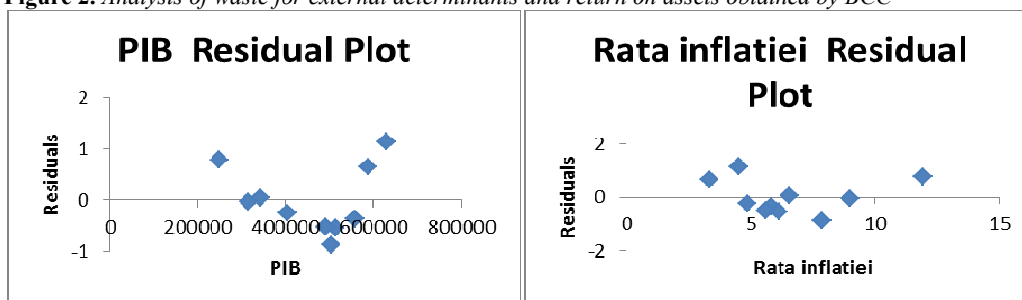 Figure 2. Analysis of waste for external determinants and return on assets obtained by BCC
PIB Residual Plot
2
1
0
-1
Residuals
0 200000 400000 600000 800000
PIB
Rata inflatiei Residual
Plot
2
0
-2
Residuals
0 5 10 15
Rata inflatiei